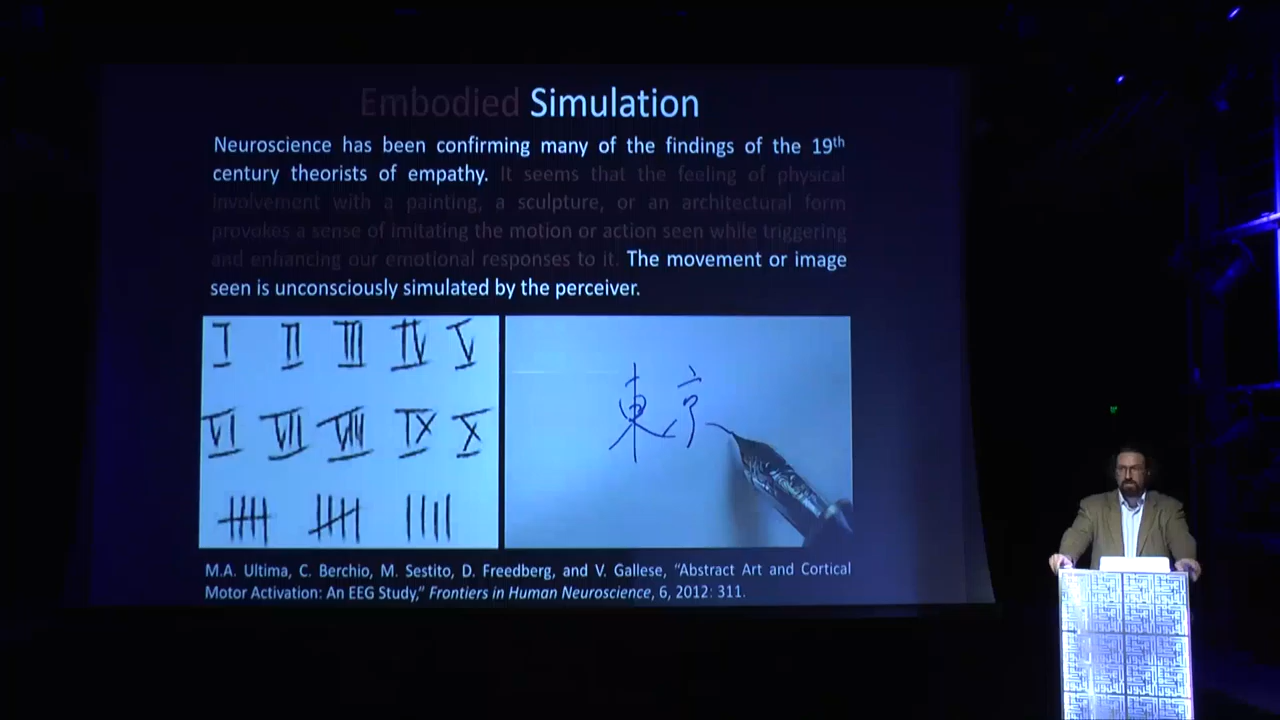 Embodied Simulation
Neuroscience has been confirming many of the findings of the 19th
century theorists of empathy. It seems that the feeling of physical
involvement with a painting, a sculpture, or an architectural form
provokes a sense of imitating the motion or action seen while triggering
and enhancing our emotional responses to it. The movement or image
seen is unconsciously simulated by the perceiver.
I II III IV V
VI VII VIII IX X
東京
M.A. Ultima, C. Berchio, M. Sestito, D. Freedberg, and V. Gallese, “Abstract Art and Cortical
Motor Activation: An EEG Study,” Frontiers in Human Neuroscience, 6, 2012: 311.